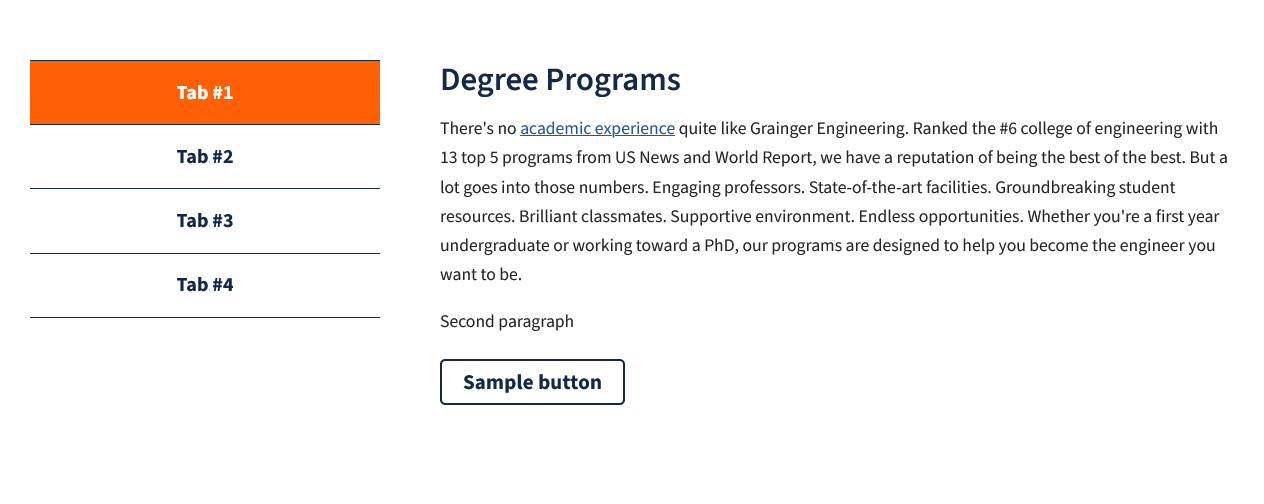 Tab #1
Tab #2
Tab #3
Tab #4
Degree Programs
There's no academic experience quite like Grainger Engineering. Ranked the #6 college of engineering with
13 top 5 programs from US News and World Report, we have a reputation of being the best of the best. But a
lot goes into those numbers. Engaging professors. State-of-the-art facilities. Groundbreaking student
resources. Brilliant classmates. Supportive environment. Endless opportunities. Whether you're a first year
undergraduate or working toward a PhD, our programs are designed to help you become the engineer you
want to be.
Second paragraph
Sample button